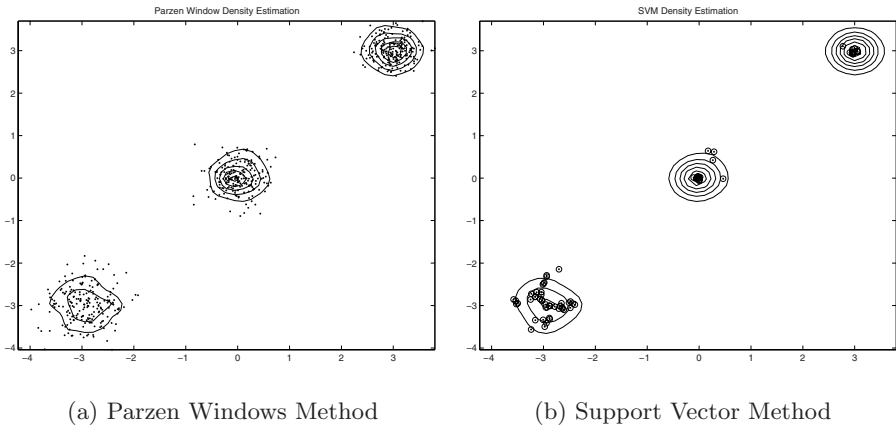 Parzen Window Density Estimation
3
2
1
0
−1
−2
−3
−4
−4 −3 −2 −1 0 1 2 3
(a) Parzen Windows Method
SVM Density Estimation
3
2
1
0
−1
−2
−3
−4
−4 −3 −2 −1 0 1 2 3
(b) Support Vector Method